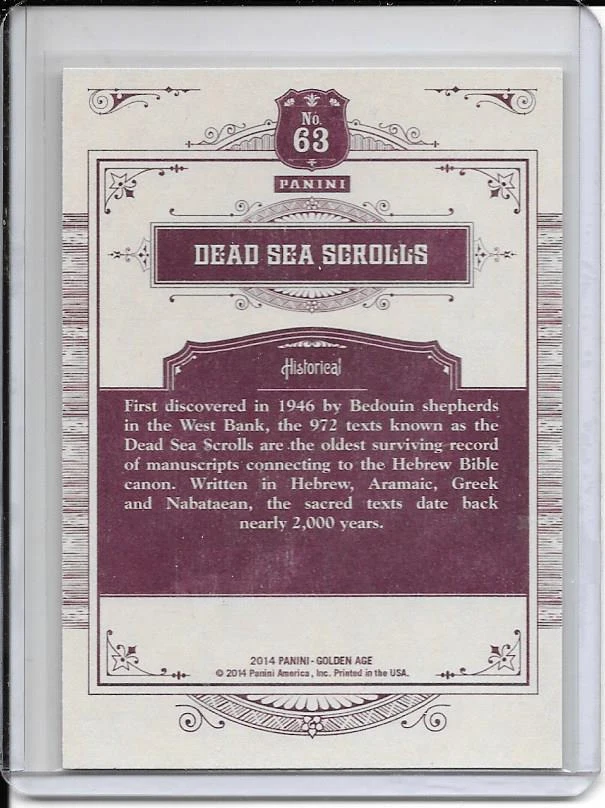 No.
63
PANINI
DEAD SEA SCROLLS
Historical
First discovered in 1946 by Bedouin shepherds
in the West Bank, the 972 texts known as the
Dead Sea Scrolls are the oldest surviving record
of manuscripts connecting to the Hebrew Bible
canon. Written in Hebrew, Aramaic, Greek
and Nabataean, the sacred texts date back
nearly 2,000 years.
2014 PANINI - GOLDEN AGE
© 2014 Panini America, Inc. Printed in the USA.